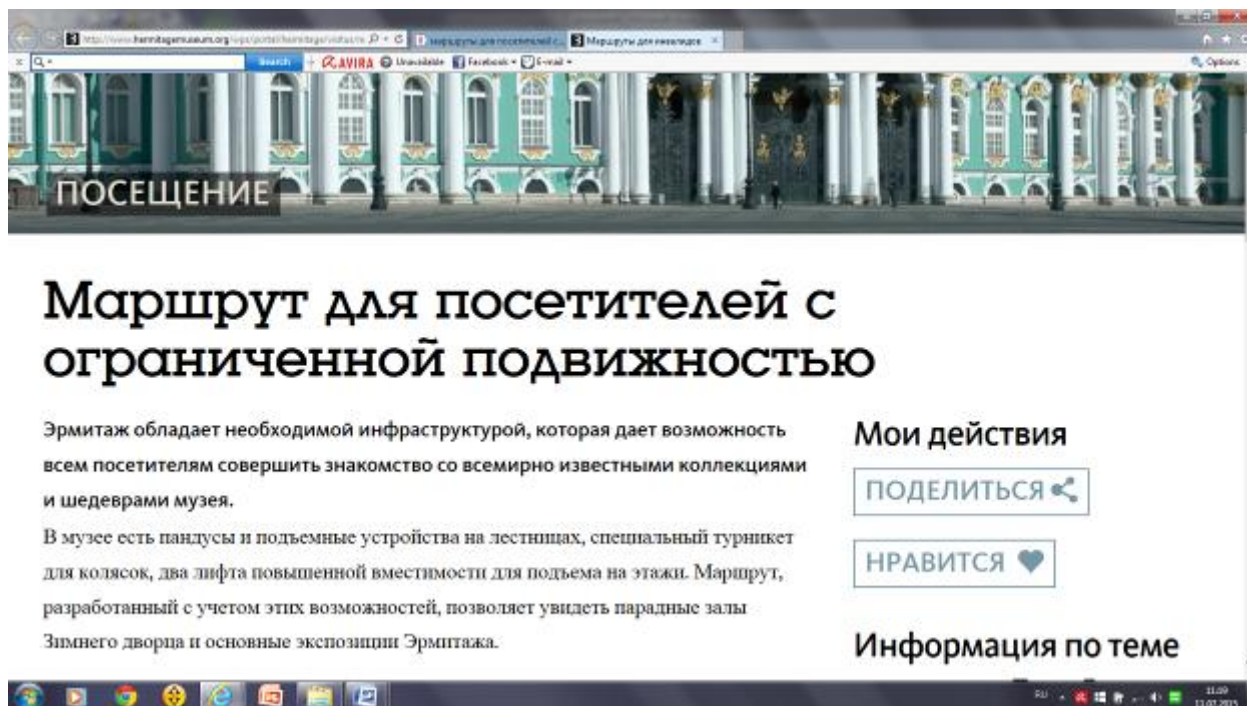 Маршруты для инвалидов
Search
AVIRA
Unavailable
Facebook
E-mail
Options
ПОСЕЩЕНИЕ
Маршрут для посетителей с
ограниченной подвижностью
Эрмитаж обладает необходимой инфраструктурой, которая дает возможность
всем посетителям совершить знакомство со всемирно известными коллекциями
и шедеврами музея.
В музее есть пандусы и подъемные устройства на лестницах, специальный турникет
для колясок, два лифта повышенной вместимости для подъема на этажи. Маршрут,
разработанный с учетом этих возможностей, позволяет увидеть парадные залы
Зимнего дворца и основные экспозиции Эрмитажа.
Мои действия
ПОДЕЛИТЬСЯ
НРАВИТСЯ
Информация по теме
RU